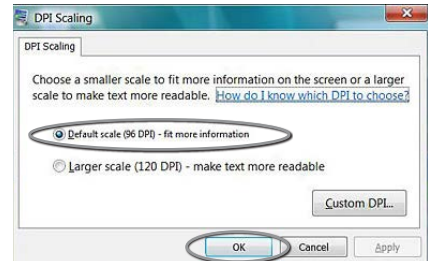 DPI Scaling
DPI Scaling
Choose a smaller scale to fit more information on the screen or a larger
scale to make text more readable. How do I know which DPI to choose?
Default scale (96 DPI) - fit more information
Larger scale (120 DPI) - make text more readable
Custom DPI...
OK Cancel Apply